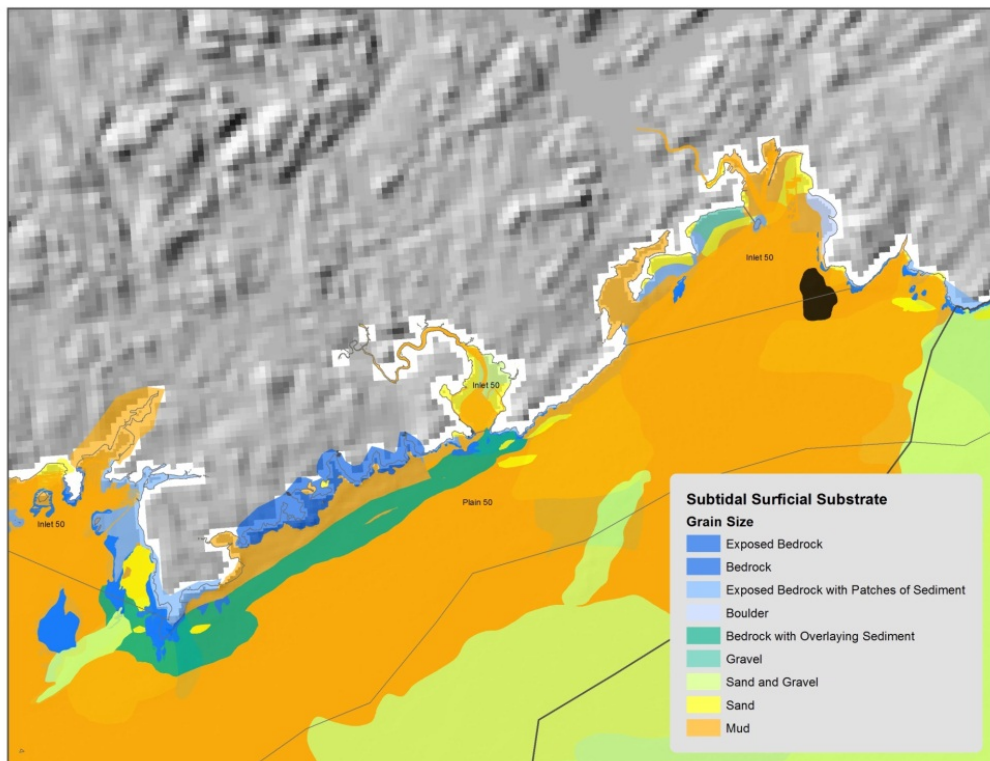 Inlet 50
Inlet 50
Inlet 50
Plain 50
Subtidal Surficial Substrate
Grain Size
Exposed Bedrock
Bedrock
Exposed Bedrock with Patches of Sediment
Boulder
Bedrock with Overlaying Sediment
Gravel
Sand and Gravel
Sand
Mud